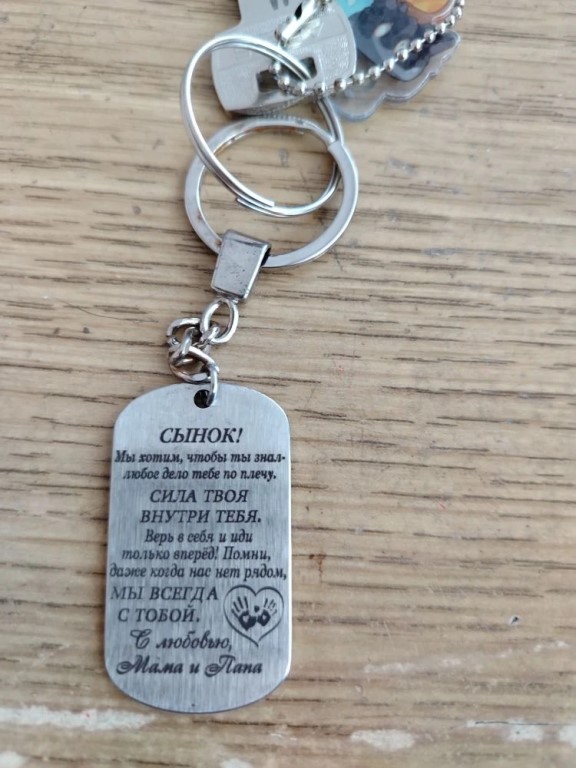 СЫНОК!
Мы хотим, чтобы ты знал-
любое дело тебе по плечу.
СИЛА ТВОЯ
ВНУТРИ ТЕБЯ.
Верь в себя и иди
только вперёд! Помни,
даже когда нас нет рядом,
МЫ ВСЕГДА
С ТОБОЙ.
С любовью,
Мама и Папа